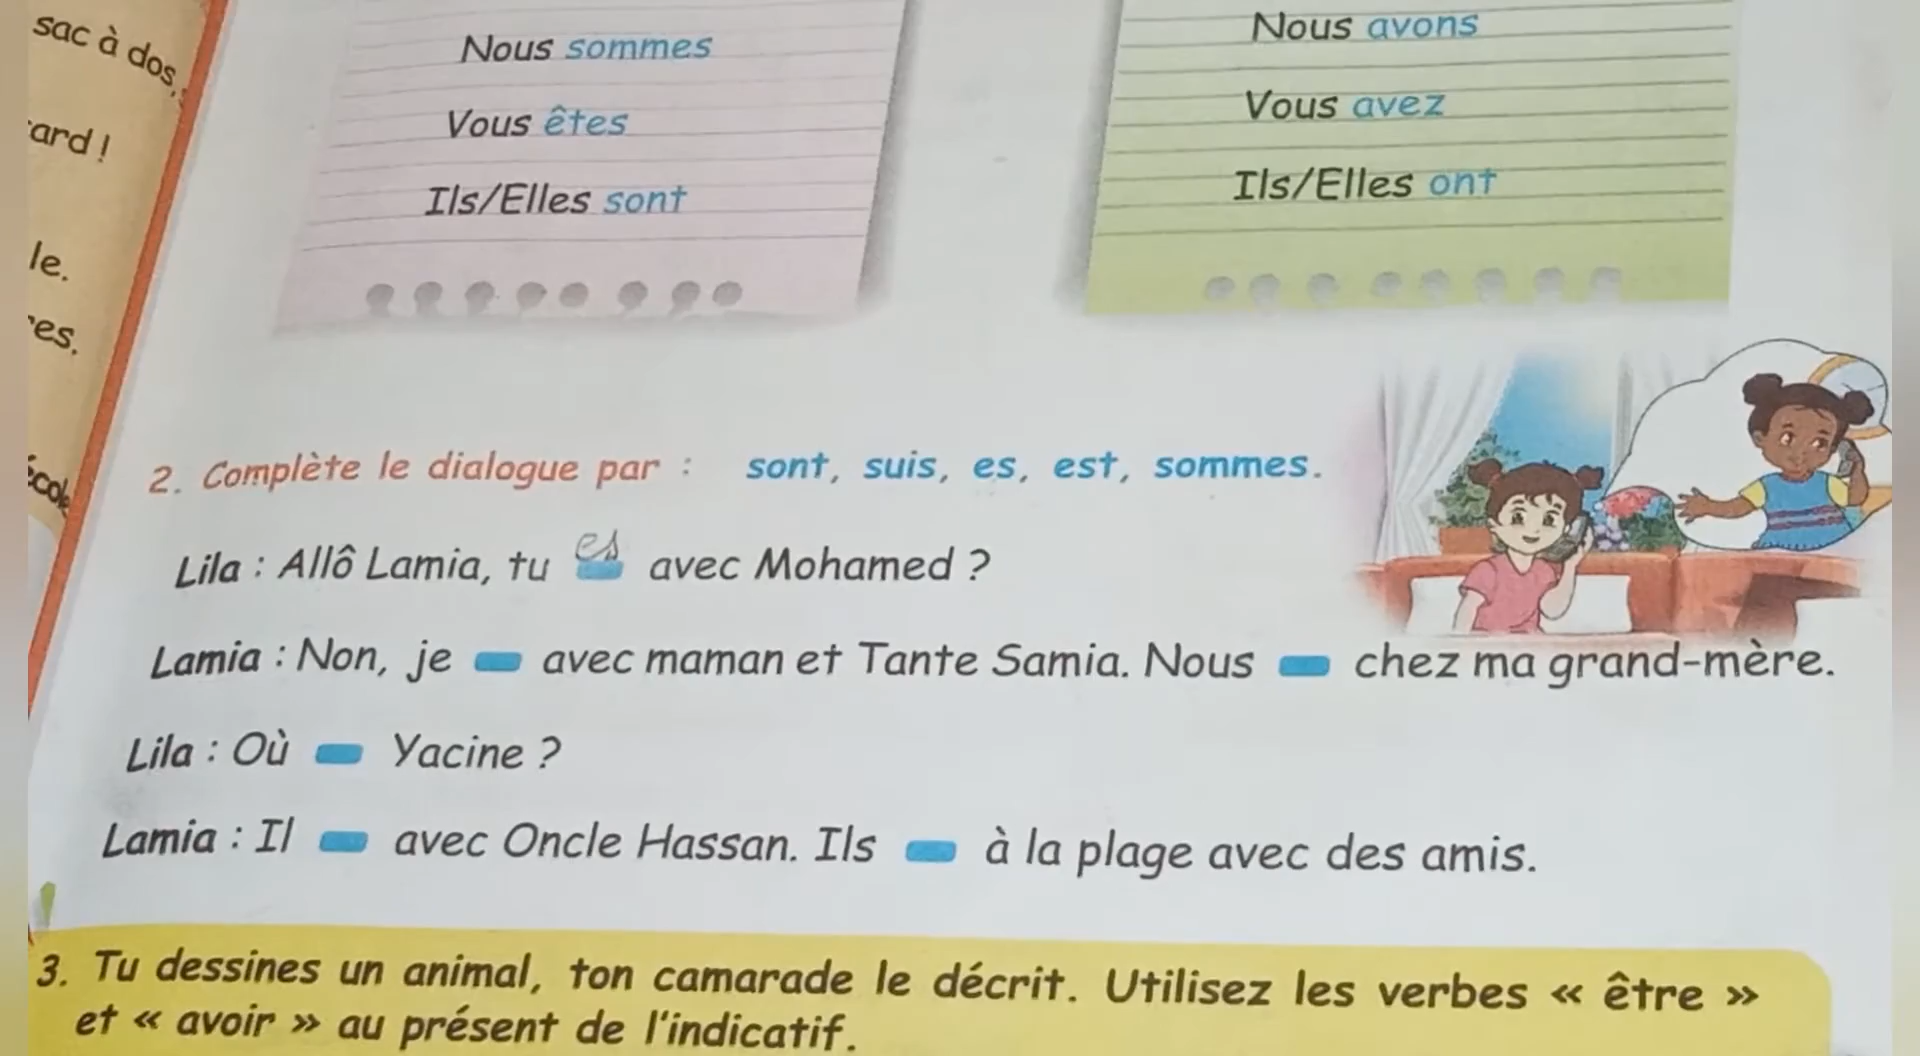 sac à dos,
ard !
le.
es.
Nous sommes
Vous êtes
Ils/Elles sont
Nous avons
Vous avez
Ils/Elles ont
2. Complète le dialogue par : sont, suis, es, est, sommes.
Lila : Allô Lamia, tu es avec Mohamed ?
Lamia : Non, je avec maman et Tante Samia. Nous chez ma grand-mère.
Lila : Où Yacine ?
Lamia : Il avec Oncle Hassan. Ils à la plage avec des amis.
3. Tu dessines un animal, ton camarade le décrit. Utilisez les verbes « être »
et « avoir » au présent de l'indicatif.